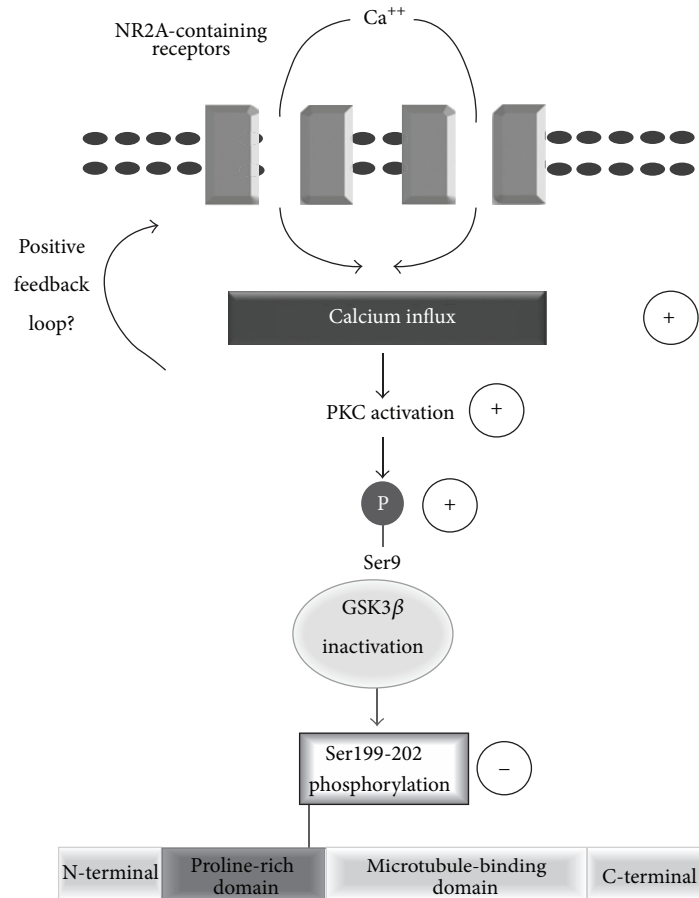 NR2A-containing
receptors
Ca++
Positive
feedback
loop?
Calcium influx
+
PKC activation
+
P
+
Ser9
GSK3β
inactivation
Ser199-202
phosphorylation
−
N-terminal
Proline-rich
domain
Microtubule-binding
domain
C-terminal